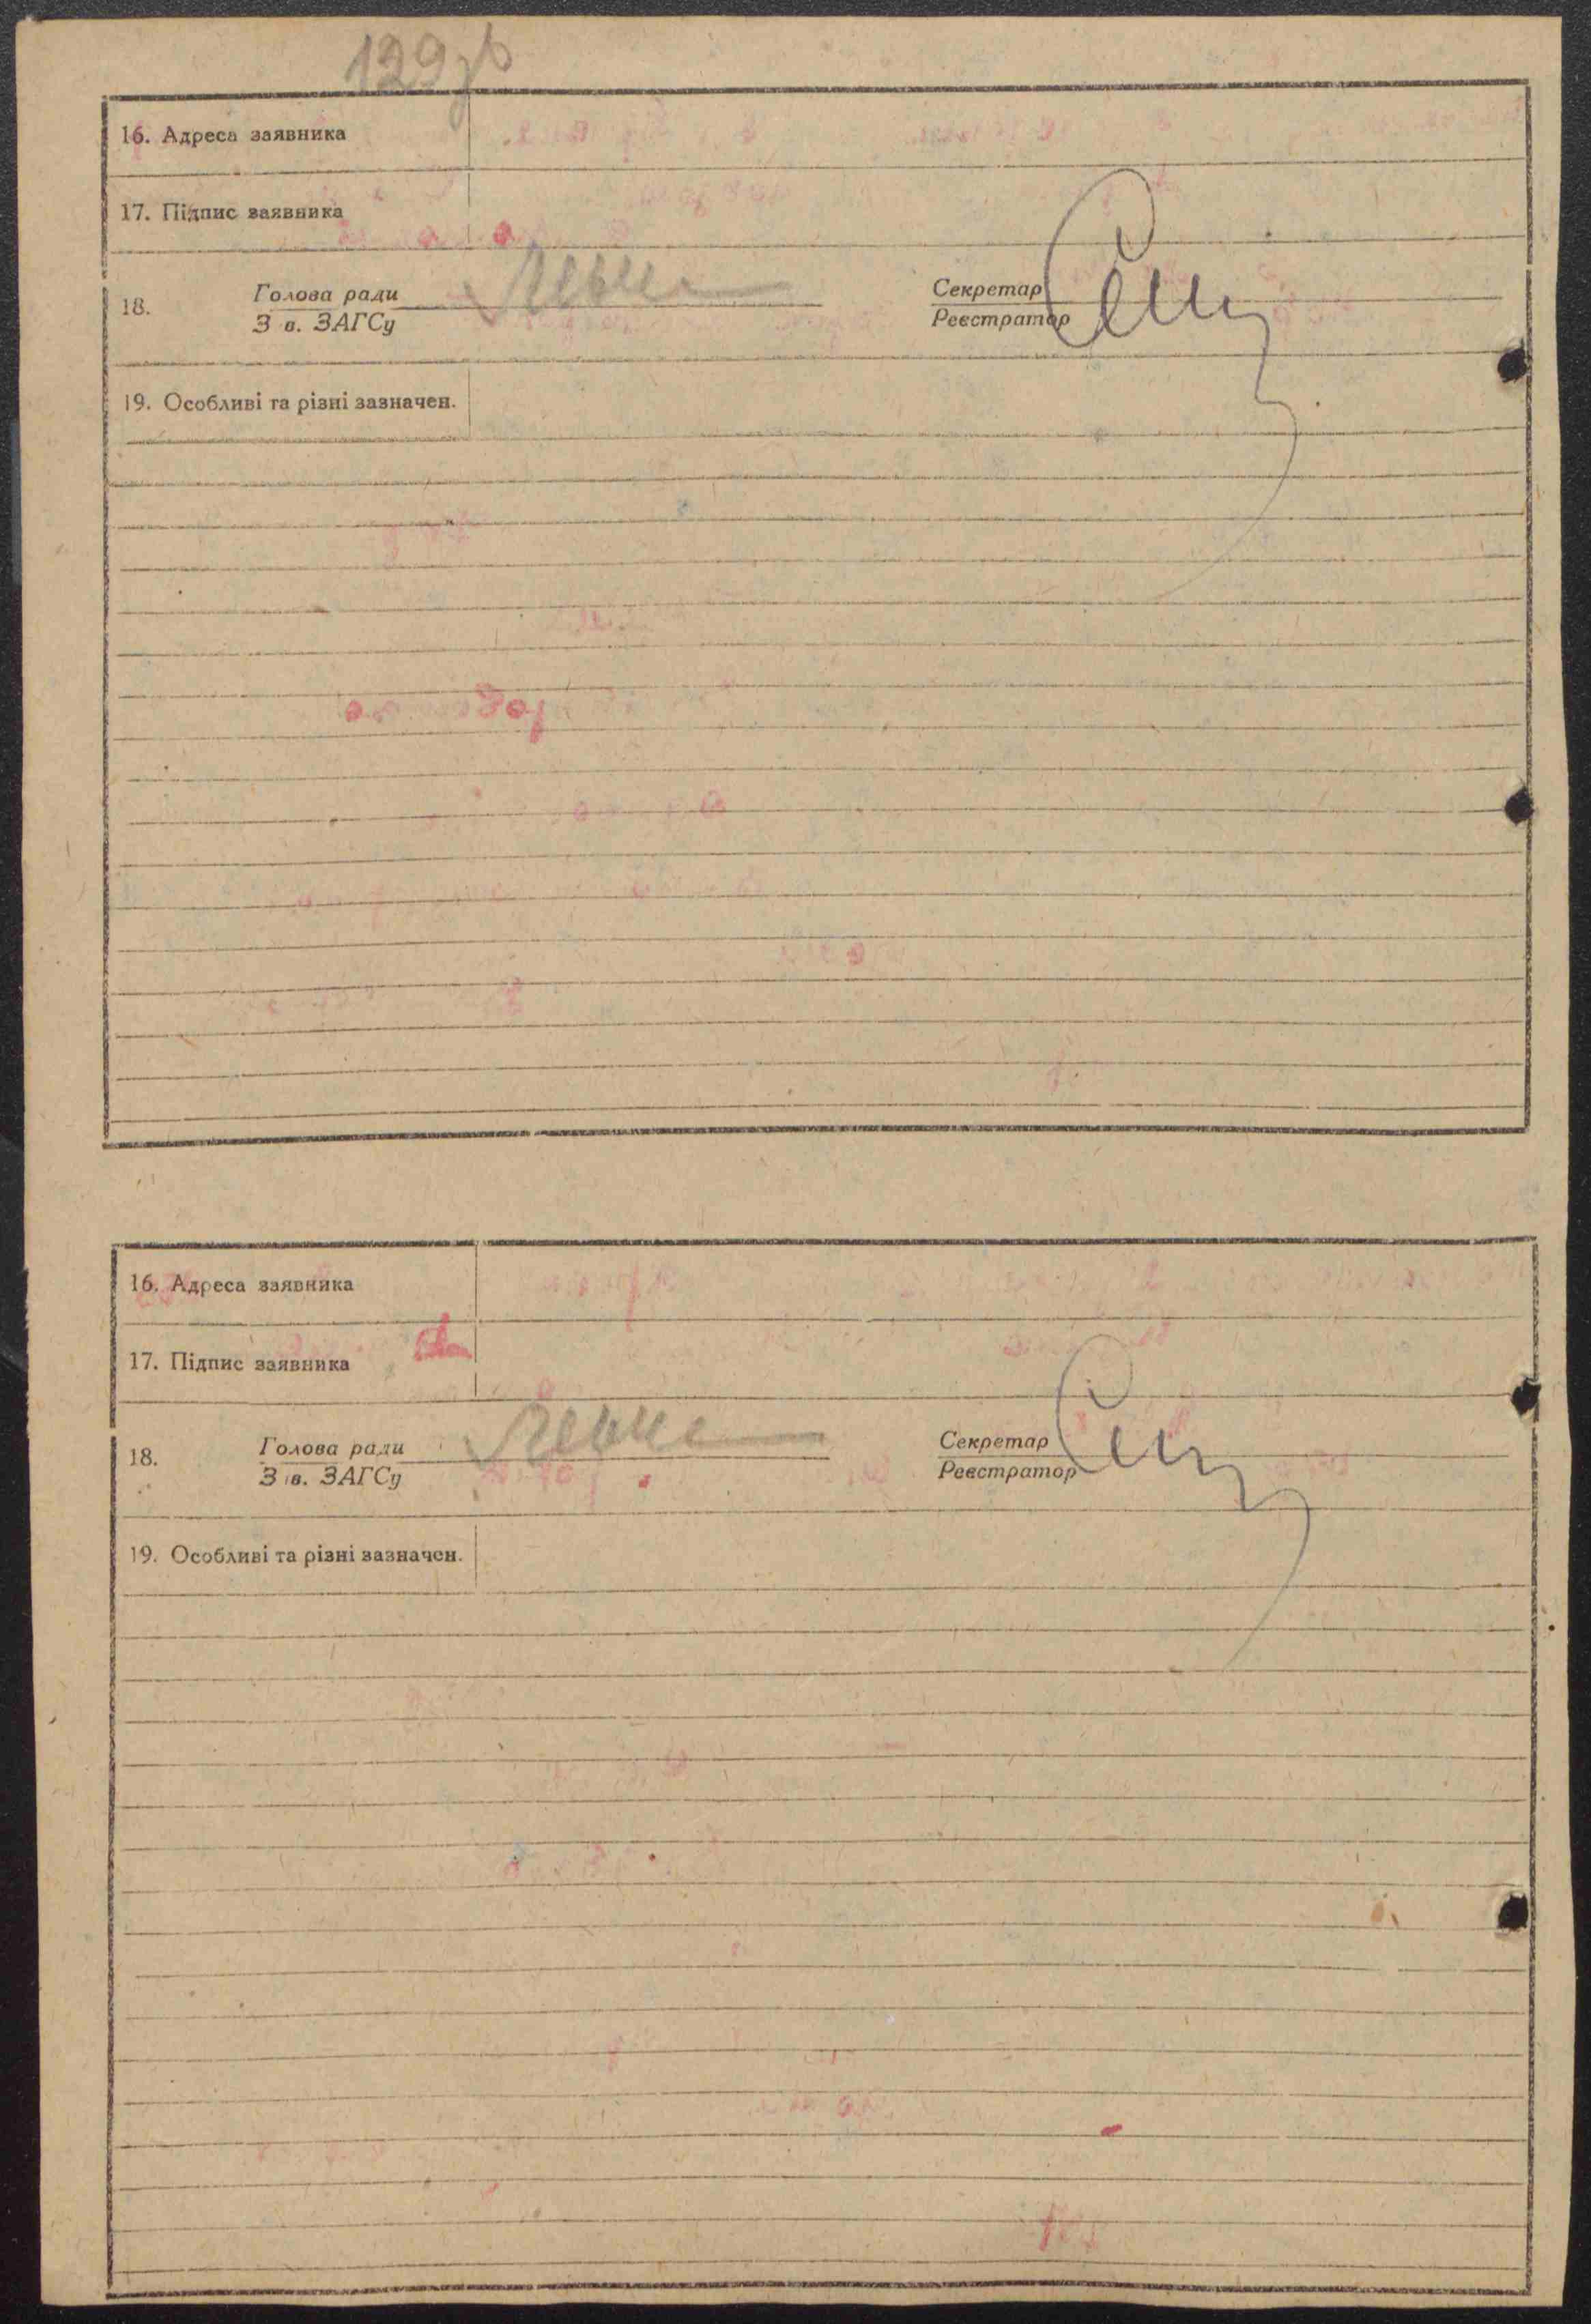 129зв
16. Адреса заявника
17. Підпис заявника
18. Голова ради Секретар
З в. ЗАГСу Реєстратор
19. Особливі та різні зазначен.
16. Адреса заявника
17. Підпис заявника
18. Голова ради Секретар
З в. ЗАГСу Реєстратор
19. Особливі та різні зазначен.